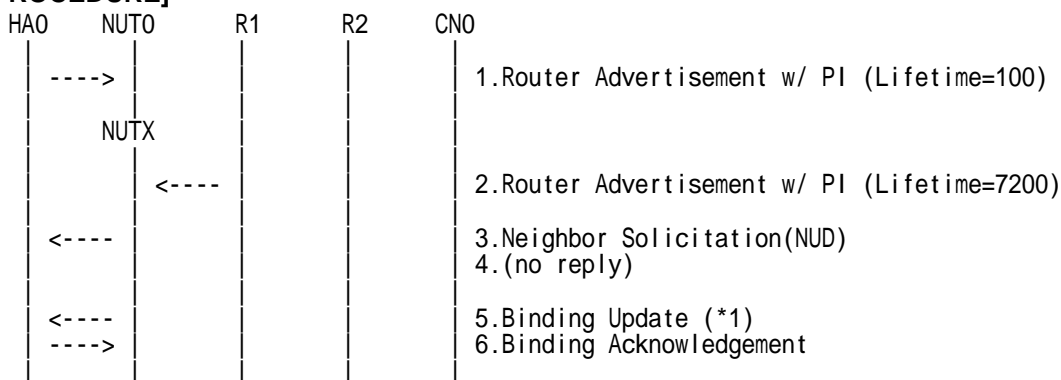 ROCEDURE]
HA0 NUT0 R1 R2 CN0
----> 1.Router Advertisement w/ PI (Lifetime=100)
NUTX
<---- 2.Router Advertisement w/ PI (Lifetime=7200)
<---- 3.Neighbor Solicitation(NUD)
4.(no reply)
<---- 5.Binding Update (*1)
----> 6.Binding Acknowledgement